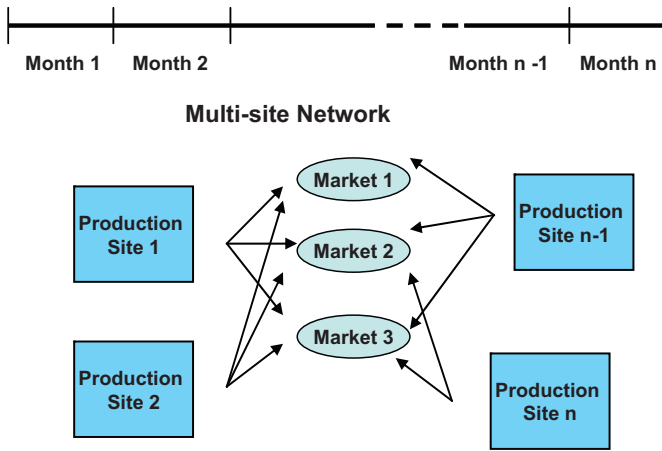 Month 1
Month 2
Month n -1
Month n
Multi-site Network
Market 1
Production
Site 1
Market 2
Production
Site n-1
Market 3
Production
Site 2
Production
Site n